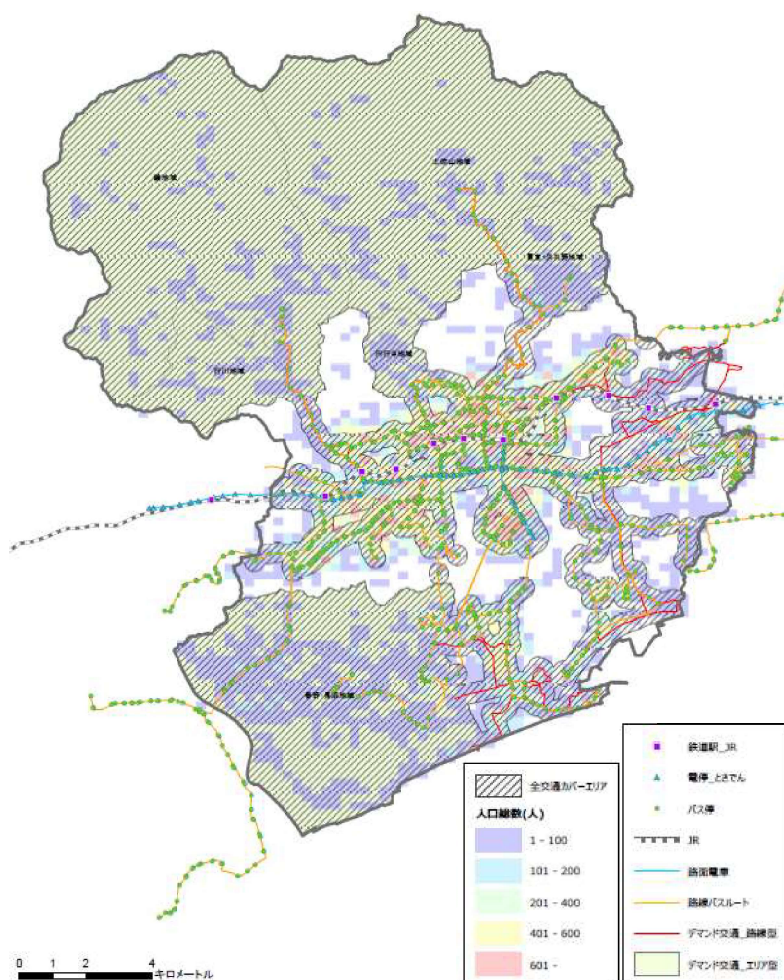 鏡地域
土佐山地域
行川地域
春野・長浜地域
全交通カバーエリア
人口総数(人)
1 - 100
101 - 200
201 - 400
401 - 600
601 -
鉄道駅_JR
電停_とさでん
バス停
JR
路面電車
路線バスルート
デマンド交通_路線型
デマンド交通_エリア型
0 1 2 4
キロメートル